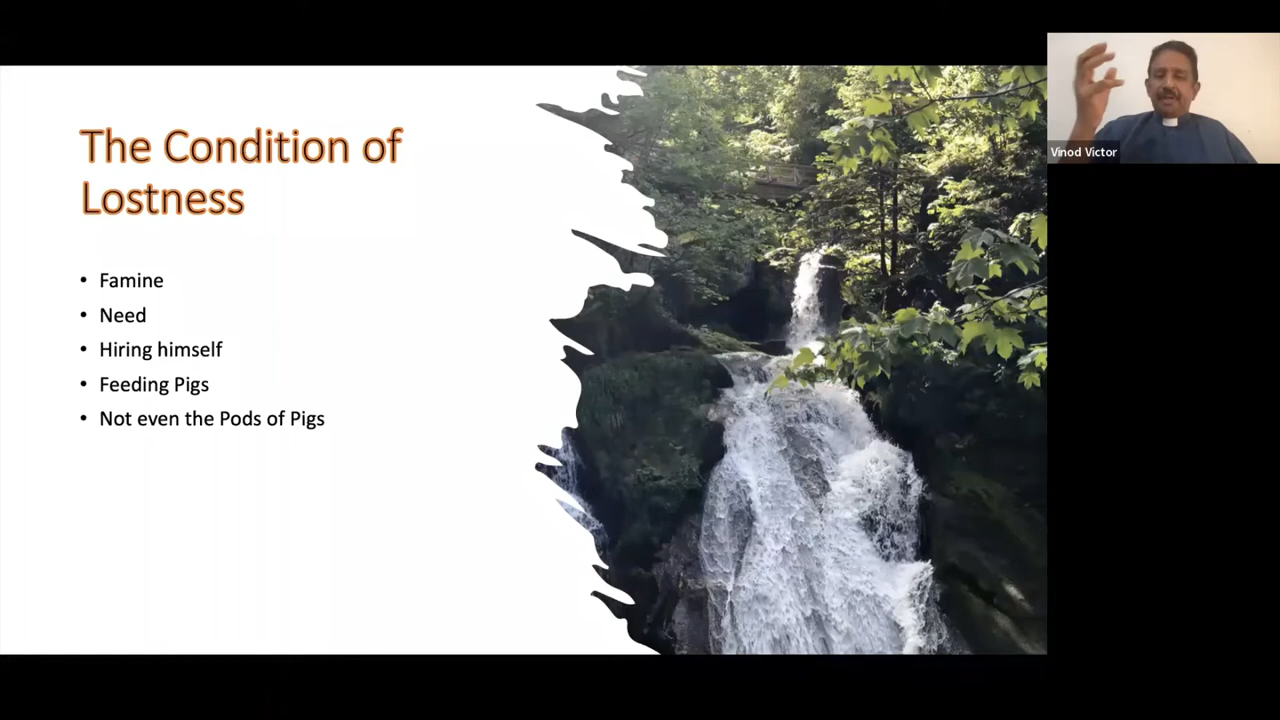 The Condition of
Lostness
• Famine
• Need
• Hiring himself
• Feeding Pigs
• Not even the Pods of Pigs
Vinod Victor